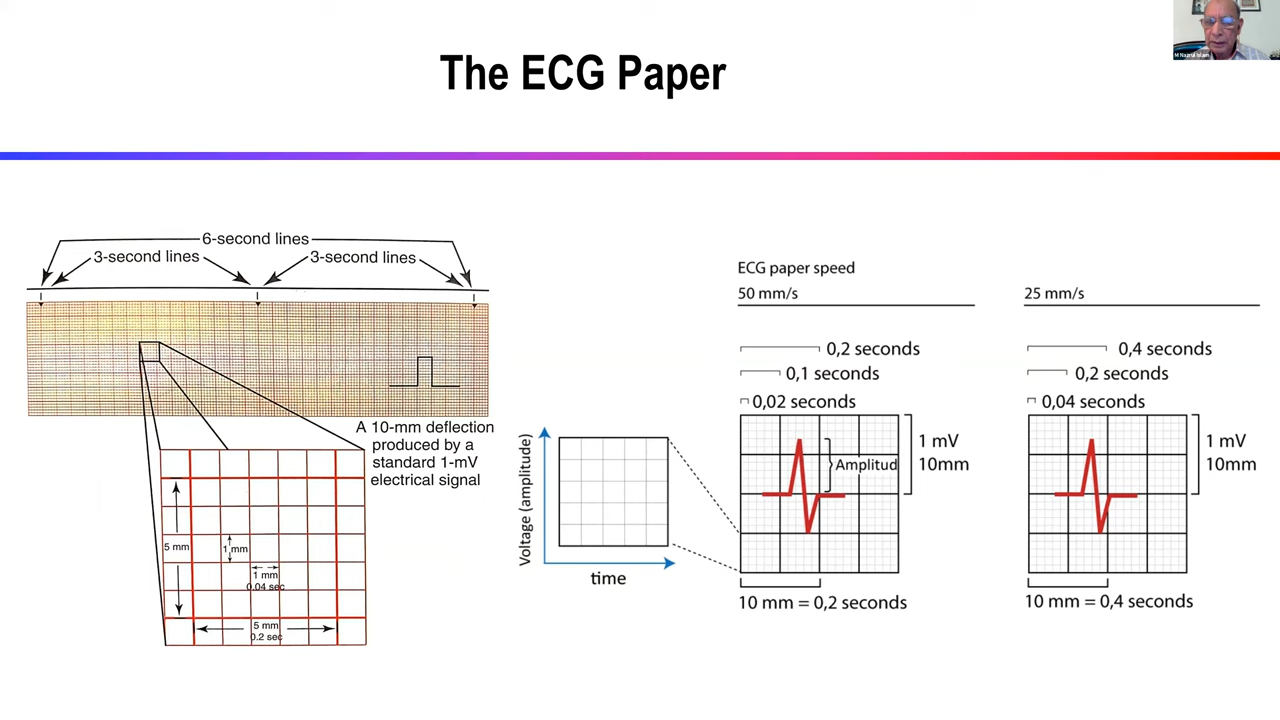 The ECG Paper
M Nazrul Islam
6-second lines
3-second lines
3-second lines
A 10-mm deflection
produced by a
standard 1-mV
electrical signal
5 mm
1 mm
1 mm
0.04 sec
5 mm
0.2 sec
Voltage (amplitude)
time
ECG paper speed
50 mm/s
0,2 seconds
0,1 seconds
0,02 seconds
Amplitud
1 mV
10mm
10 mm = 0,2 seconds
25 mm/s
0,4 seconds
0,2 seconds
0,04 seconds
1 mV
10mm
10 mm = 0,4 seconds